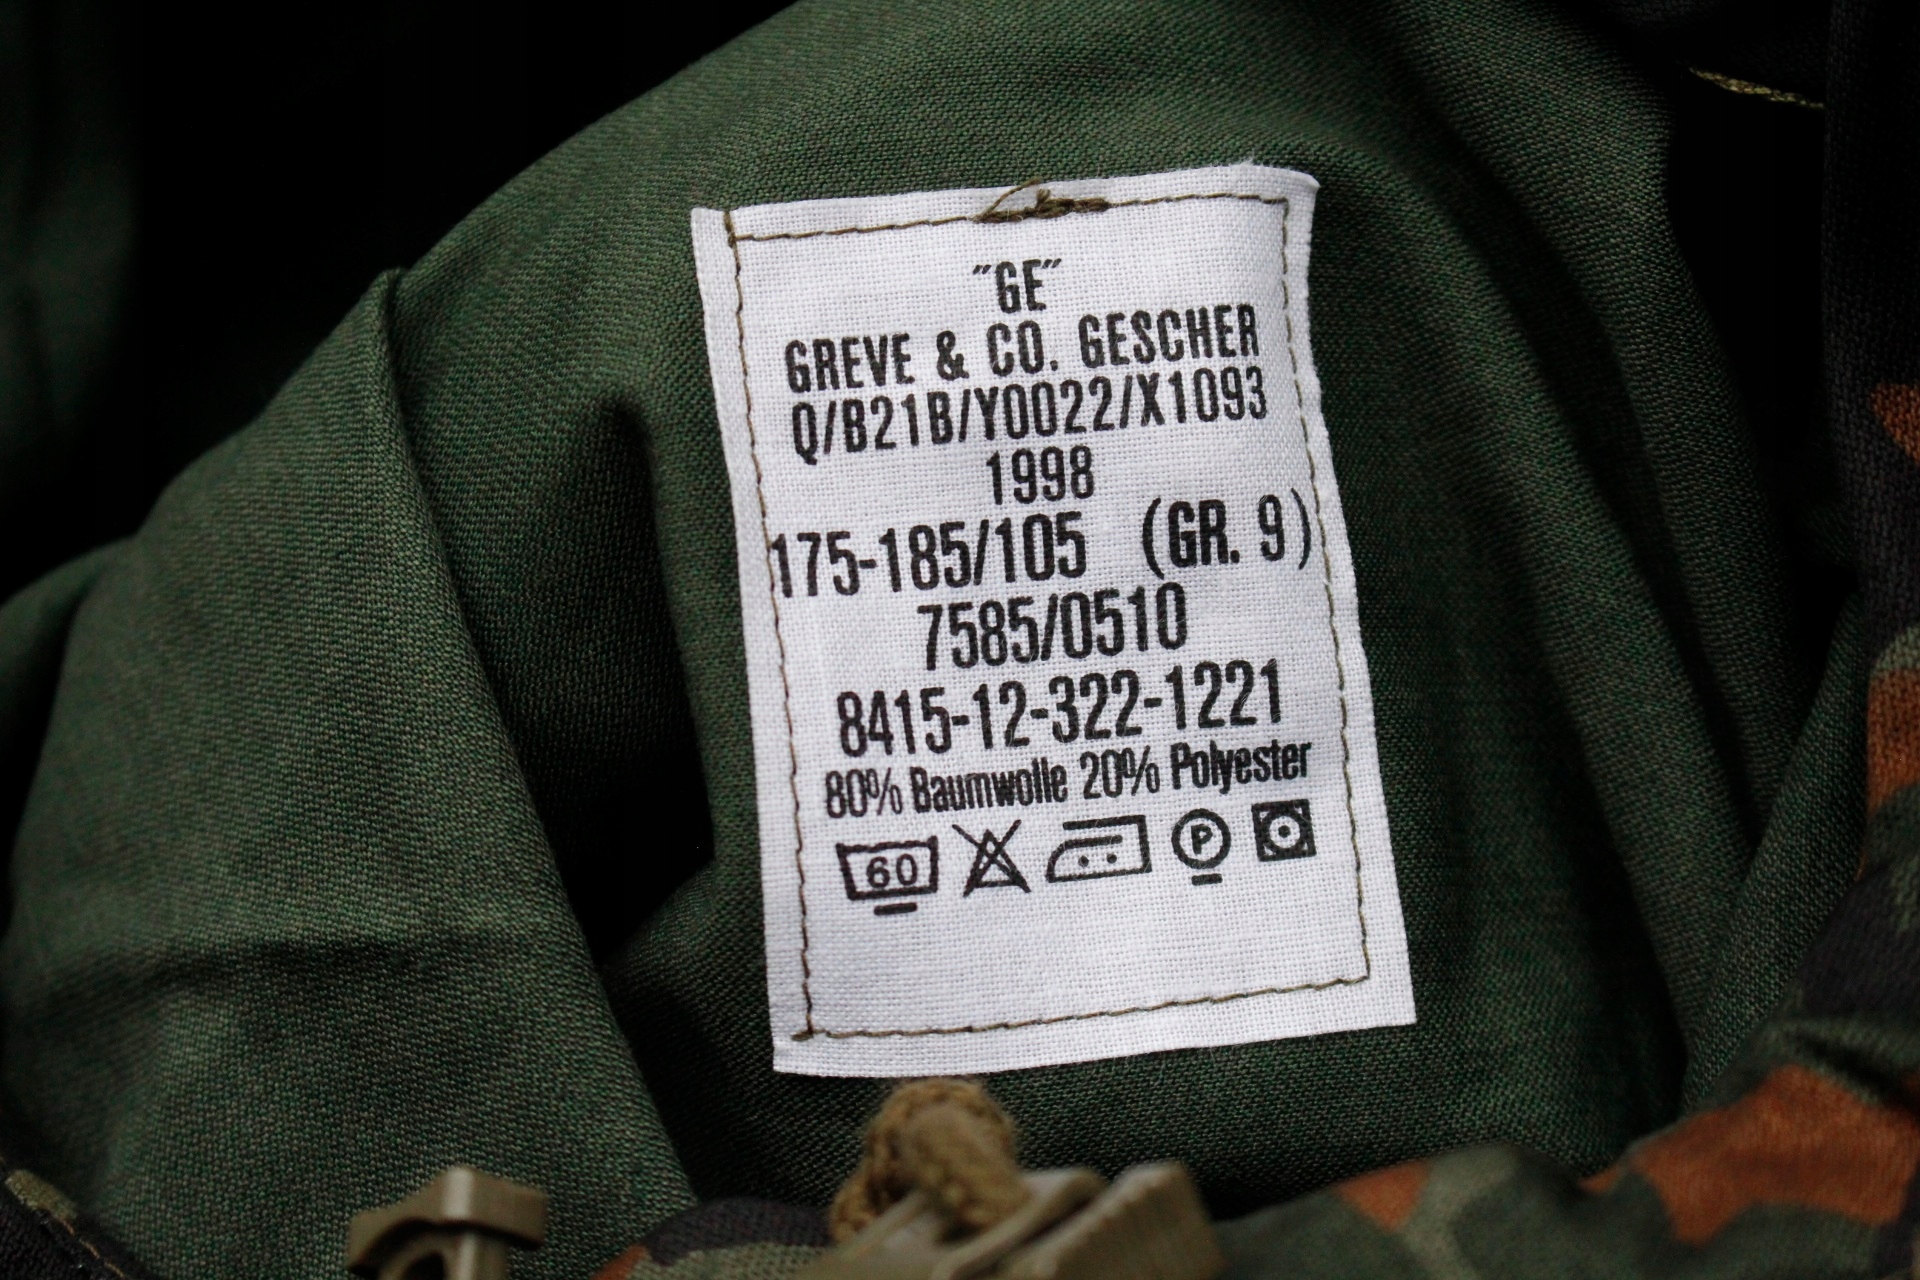 "GE"
GREVE & CO. GESCHER
Q/B21B/Y0022/X1093
1998
175-185/105 (GR. 9)
7585/0510
8415-12-322-1221
80% Baumwolle 20% Polyester
60 P